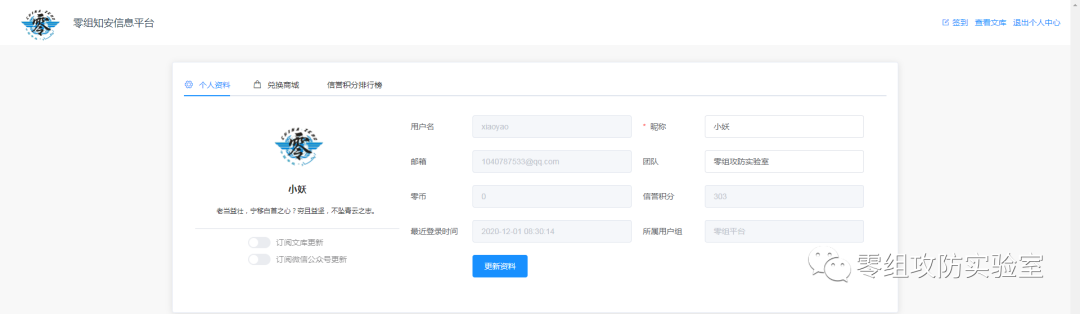 零组知安信息平台
签到 查看文库 退出个人中心
个人资料 兑换商城 信誉积分排行榜
用户名 xiaoyao * 昵称 小妖
邮箱 1040787533@qq.com 团队 零组攻防实验室
零币 0 信誉积分 303
最近登录时间 2020-12-01 08:30:14 所属用户组 零组平台
更新资料
零
小妖
老当益壮,宁移白首之心?穷且益坚,不坠青云之志。
订阅文库更新
订阅微信公众号更新
零组攻防实验室